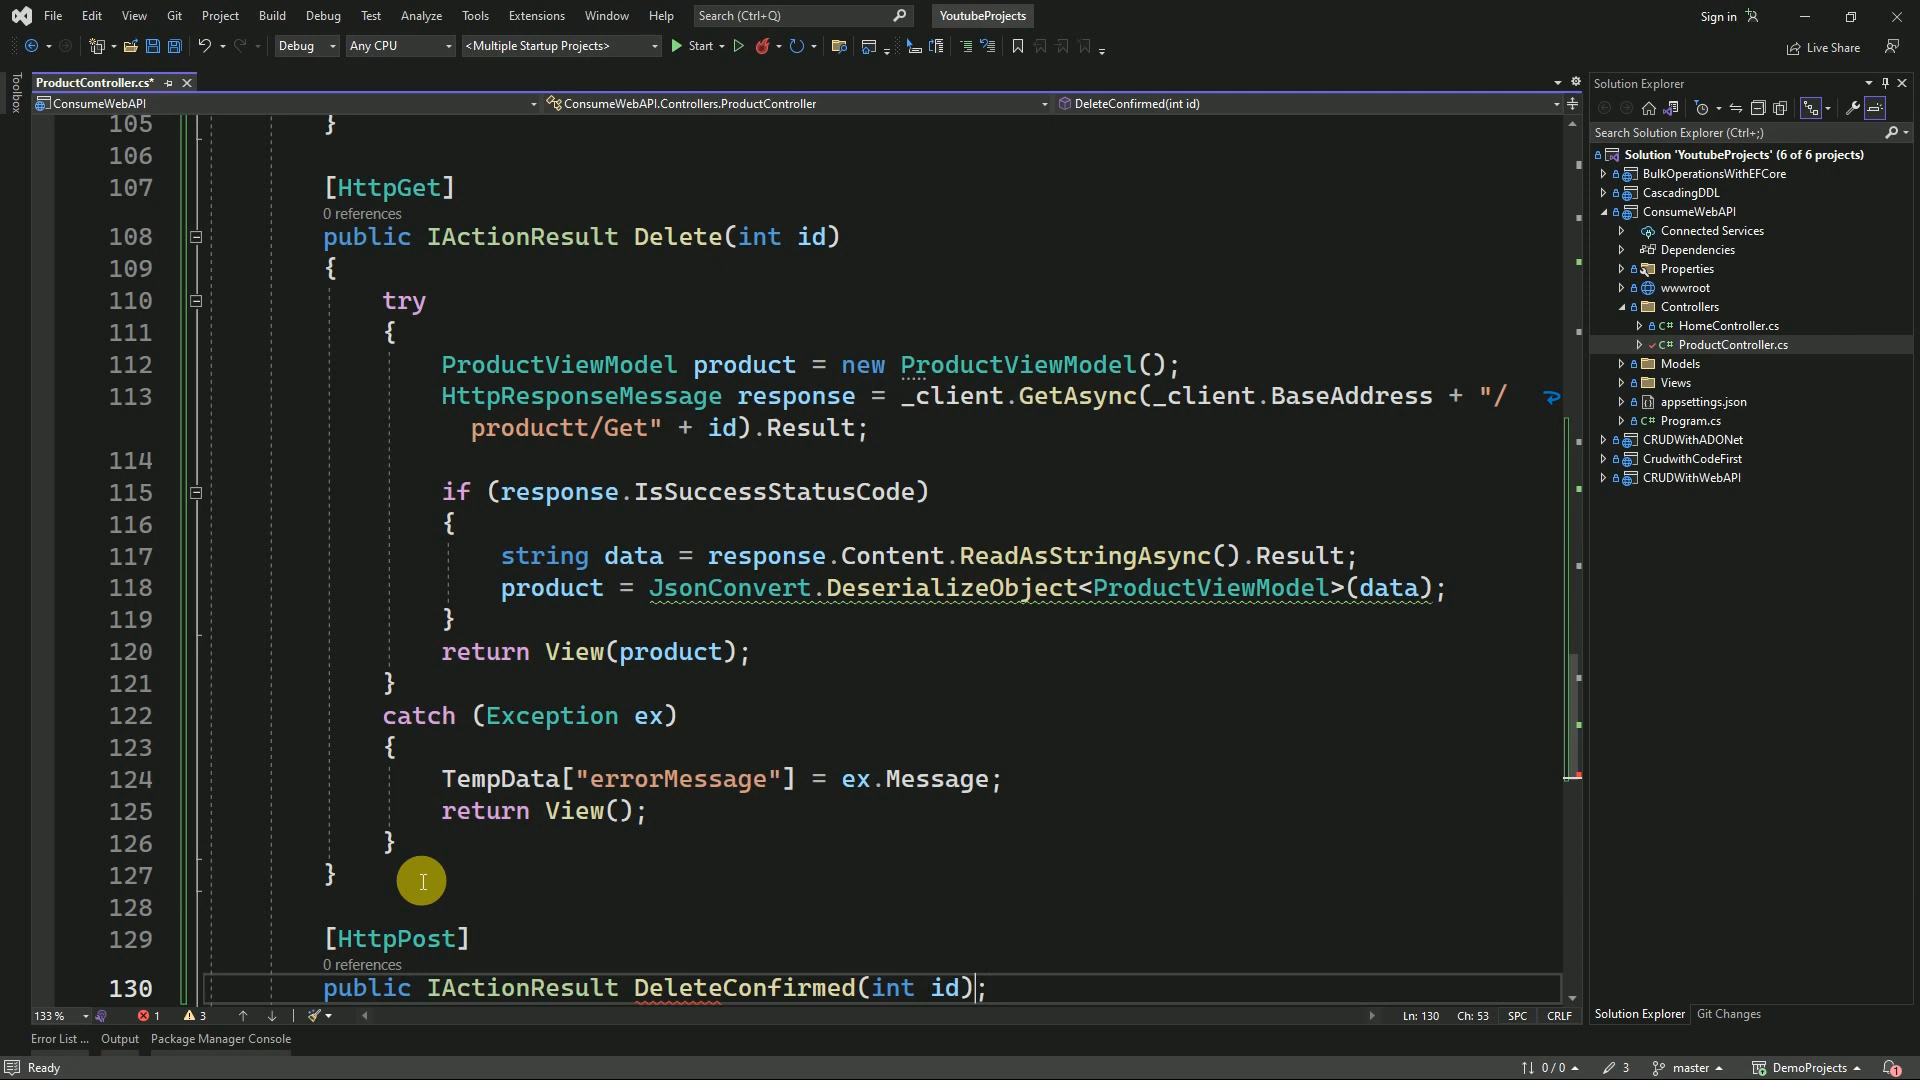 File Edit View Git Project Build Debug Test Analyze Tools Extensions Window Help Search (Ctrl+Q) YoutubeProjects Sign in
Debug Any CPU <Multiple Startup Projects> Start Live Share
Toolbox
ProductController.cs*
ConsumeWebAPI ConsumeWebAPI.Controllers.ProductController DeleteConfirmed(int id)
105 }
106
107 [HttpGet]
0 references
108 public IActionResult Delete(int id)
109 {
110 try
111 {
112 ProductViewModel product = new ProductViewModel();
113 HttpResponseMessage response = _client.GetAsync(_client.BaseAddress + "/
productt/Get" + id).Result;
114
115 if (response.IsSuccessStatusCode)
116 {
117 string data = response.Content.ReadAsStringAsync().Result;
118 product = JsonConvert.DeserializeObject<ProductViewModel>(data);
119 }
120 return View(product);
121 }
122 catch (Exception ex)
123 {
124 TempData["errorMessage"] = ex.Message;
125 return View();
126 }
127 }
128
129 [HttpPost]
0 references
130 public IActionResult DeleteConfirmed(int id);
133 % 1 3 Ln: 130 Ch: 53 SPC CRLF
Error List ... Output Package Manager Console
Solution Explorer
Search Solution Explorer (Ctrl+;)
Solution 'YoutubeProjects' (6 of 6 projects)
BulkOperationsWithEFCore
CascadingDDL
ConsumeWebAPI
Connected Services
Dependencies
Properties
wwwroot
Controllers
C# HomeController.cs
C# ProductController.cs
Models
Views
appsettings.json
C# Program.cs
CRUDWithADONet
CrudwithCodeFirst
CRUDWithWebAPI
Solution Explorer Git Changes
Ready 0 / 0 3 master DemoProjects 1